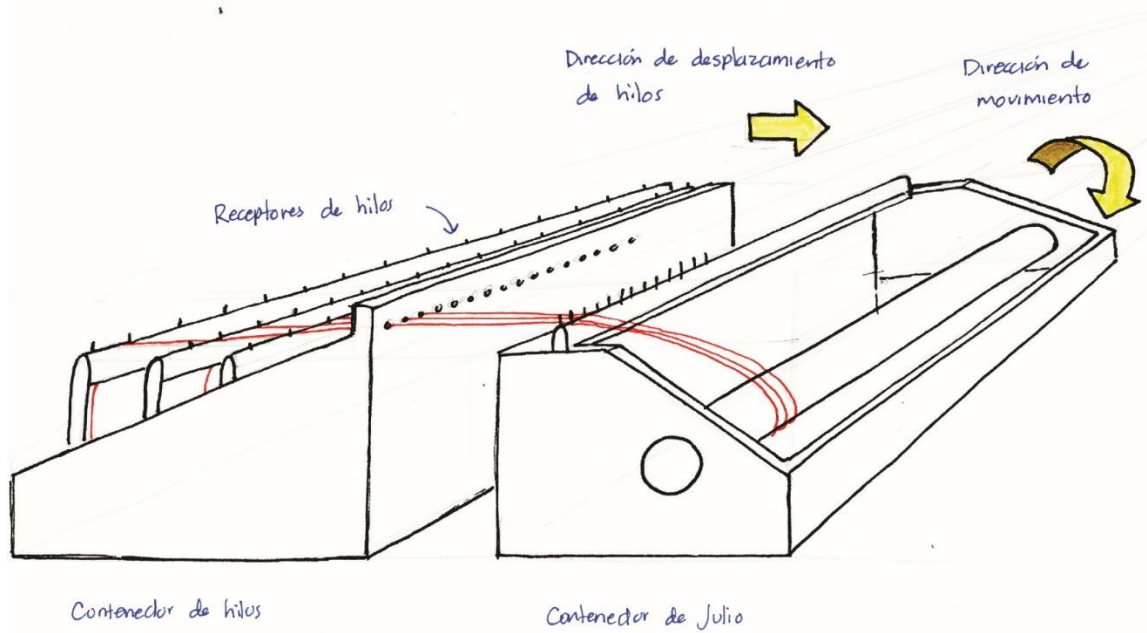 Dirección de desplazamiento
de hilos
Dirección de
movimiento
Receptores de hilos
Contenedor de hilos
Contenedor de Julio